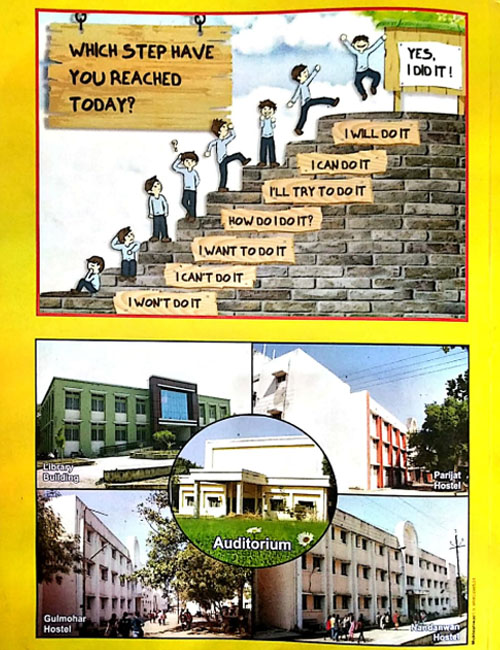 WHICH STEP HAVE
YOU REACHED
TODAY?
YES,
I DID IT!
I WILL DO IT
I CAN DO IT
I'LL TRY TO DO IT
HOW DO I DO IT?
I WANT TO DO IT
I CAN'T DO IT
I WON'T DO IT
Library
Building
Parijat
Hostel
Auditorium
Gulmohar
Hostel
Nandanwan
Hostel